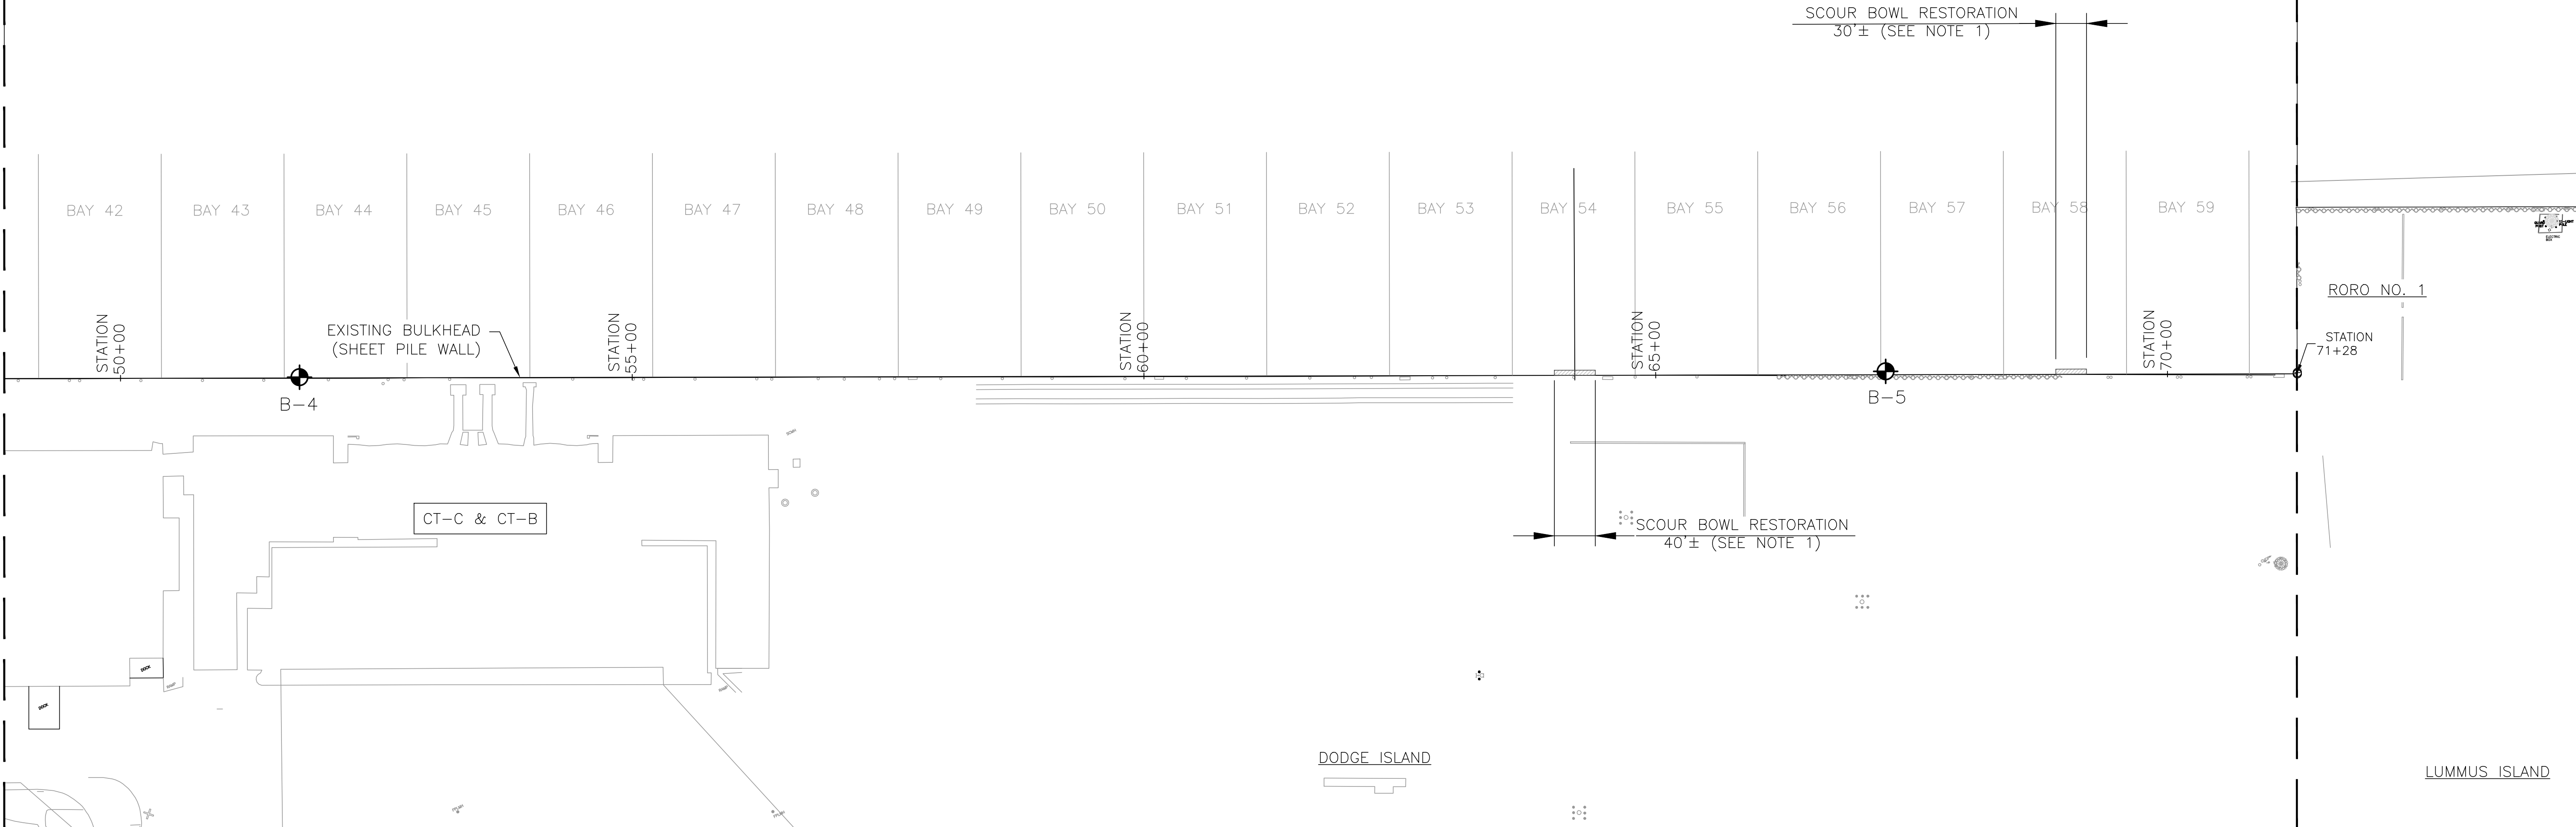 SCOUR BOWL RESTORATION
30'± (SEE NOTE 1)
BAY 42
BAY 43
BAY 44
BAY 45
BAY 46
BAY 47
BAY 48
BAY 49
BAY 50
BAY 51
BAY 52
BAY 53
BAY 54
BAY 55
BAY 56
BAY 57
BAY 58
BAY 59
RORO NO. 1
STATION
50+00
EXISTING BULKHEAD
(SHEET PILE WALL)
STATION
55+00
STATION
60+00
STATION
65+00
STATION
70+00
STATION
71+28
B-4
B-5
CT-C & CT-B
SCOUR BOWL RESTORATION
40'± (SEE NOTE 1)
DOCK
DOCK
RAMP
RAMP
DODGE ISLAND
LUMMUS ISLAND